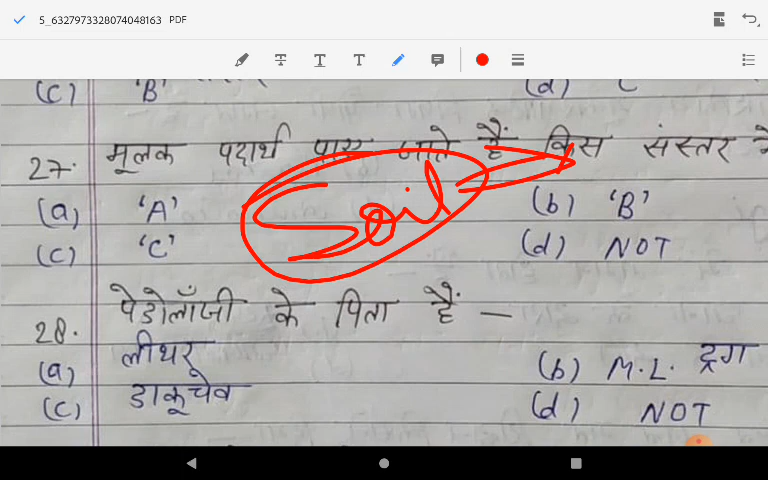 5_6327973328074048163 PDF
(c) 'B' (d) C
27. मूलक पदार्थ पाए जाते हैं किस संस्तर में
Soil
(a) 'A' (b) 'B'
(c) 'C' (d) NOT
28. पेडोलॉजी के पिता हैं —
(a) लीथर (b) M.L. ट्रग
(c) डाकूचेव (d) NOT